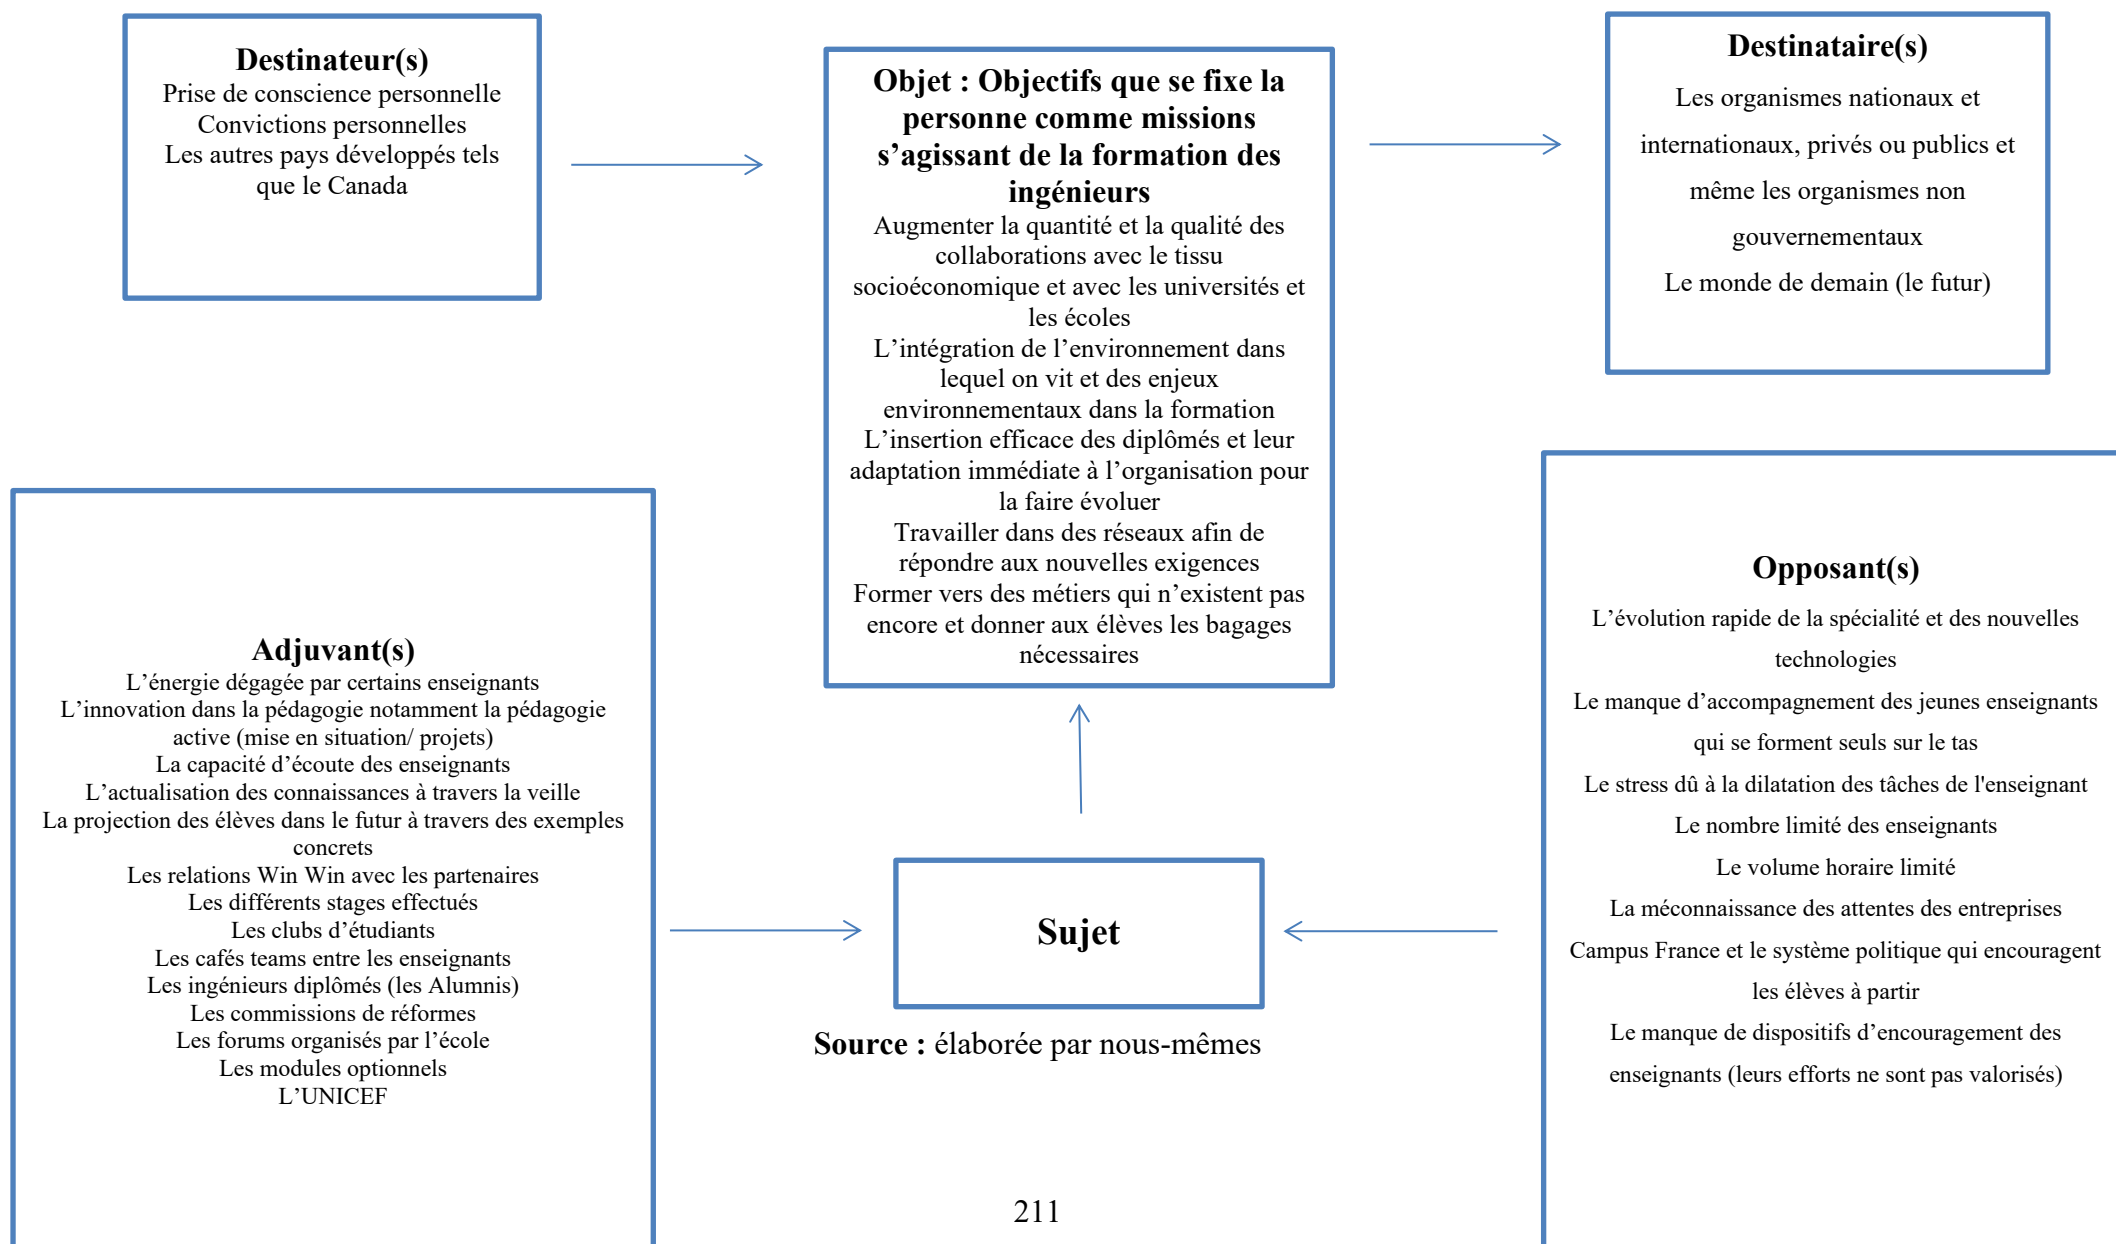 Destinateur(s)
Prise de conscience personnelle
Convictions personnelles
Les autres pays développés tels
que le Canada
Objet : Objectifs que se fixe la
personne comme missions
s’agissant de la formation des
ingénieurs
Augmenter la quantité et la qualité des
collaborations avec le tissu
socioéconomique et avec les universités et
les écoles
L’intégration de l’environnement dans
lequel on vit et des enjeux
environnementaux dans la formation
L’insertion efficace des diplômés et leur
adaptation immédiate à l’organisation pour
la faire évoluer
Travailler dans des réseaux afin de
répondre aux nouvelles exigences
Former vers des métiers qui n’existent pas
encore et donner aux élèves les bagages
nécessaires
Destinataire(s)
Les organismes nationaux et
internationaux, privés ou publics et
même les organismes non
gouvernementaux
Le monde de demain (le futur)
Adjuvant(s)
L’énergie dégagée par certains enseignants
L’innovation dans la pédagogie notamment la pédagogie
active (mise en situation/ projets)
La capacité d’écoute des enseignants
L’actualisation des connaissances à travers la veille
La projection des élèves dans le futur à travers des exemples
concrets
Les relations Win Win avec les partenaires
Les différents stages effectués
Les clubs d’étudiants
Les cafés teams entre les enseignants
Les ingénieurs diplômés (les Alumnis)
Les commissions de réformes
Les forums organisés par l’école
Les modules optionnels
L’UNICEF
Sujet
Source : élaborée par nous-mêmes
Opposant(s)
L’évolution rapide de la spécialité et des nouvelles
technologies
Le manque d’accompagnement des jeunes enseignants
qui se forment seuls sur le tas
Le stress dû à la dilatation des tâches de l'enseignant
Le nombre limité des enseignants
Le volume horaire limité
La méconnaissance des attentes des entreprises
Campus France et le système politique qui encouragent
les élèves à partir
Le manque de dispositifs d’encouragement des
enseignants (leurs efforts ne sont pas valorisés)
211